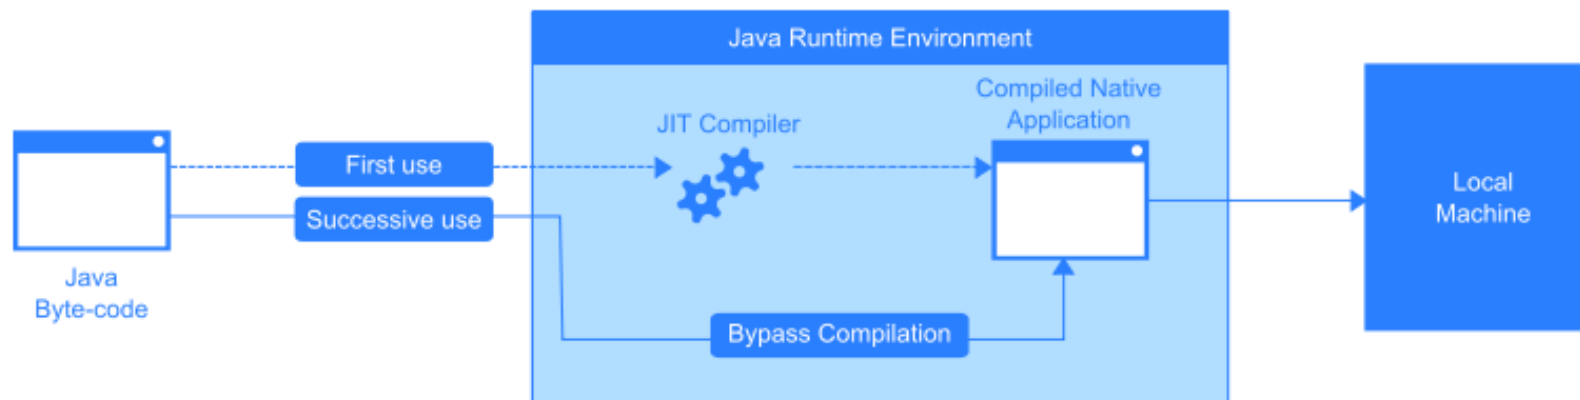 Java Runtime Environment
Compiled Native
Application
JIT Compiler
First use
Successive use
Java
Byte-code
Bypass Compilation
Local
Machine